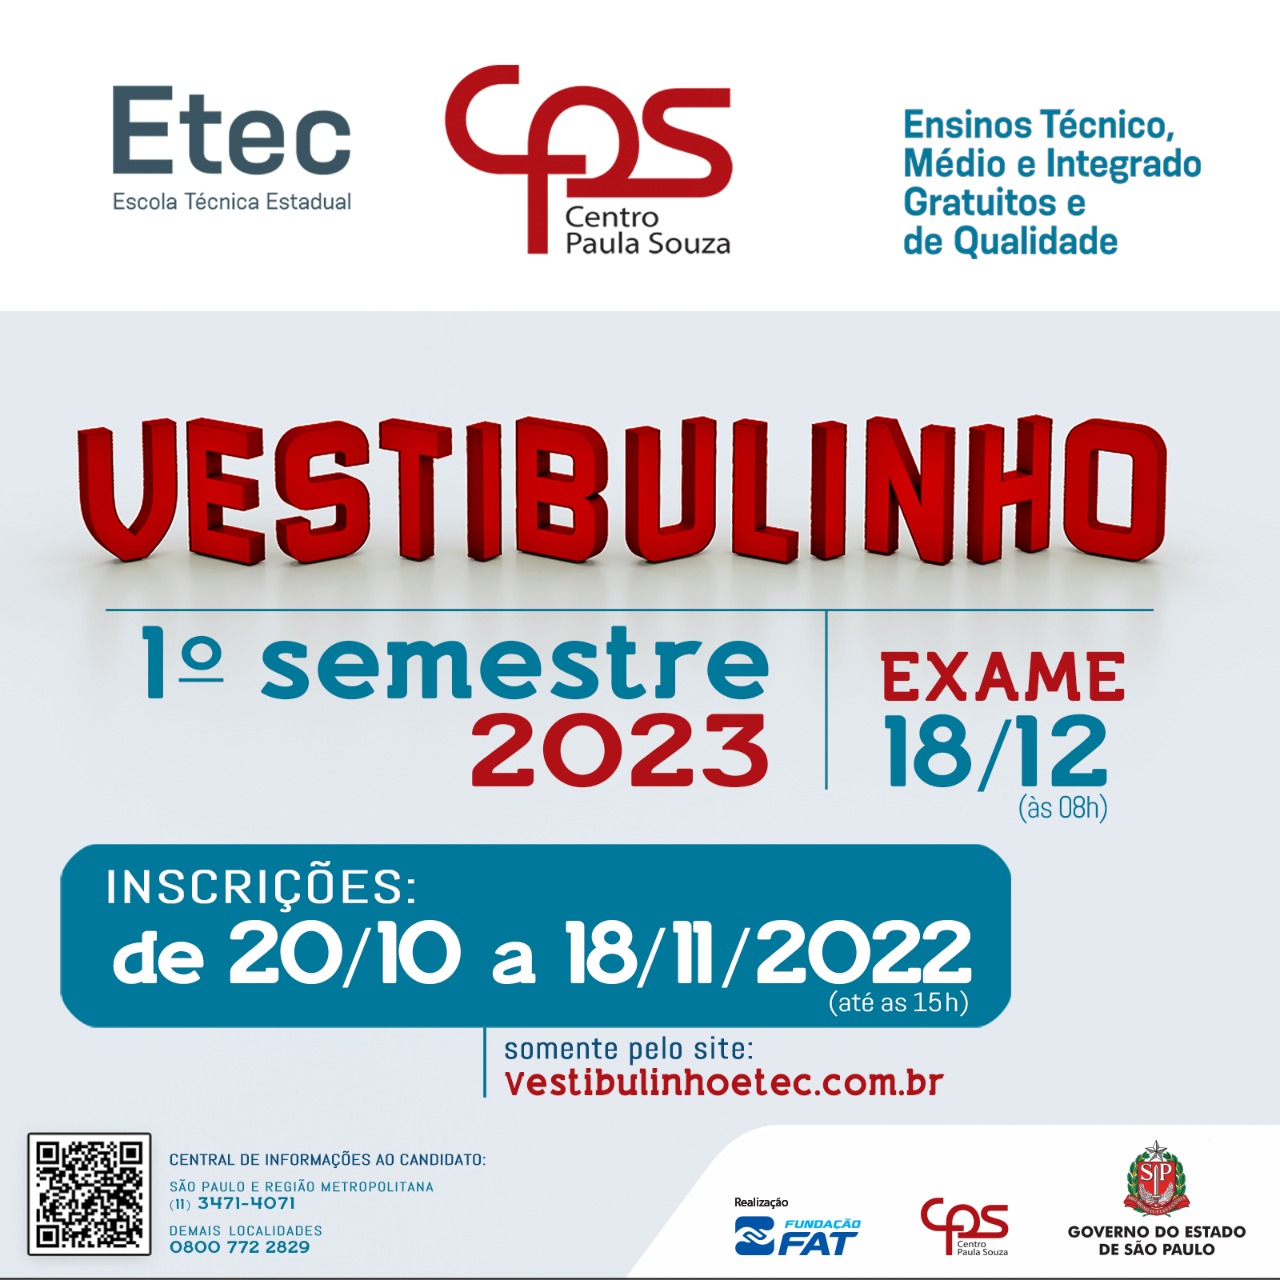 Etec
Escola Técnica Estadual
CPS
Centro
Paula Souza
Ensinos Técnico,
Médio e Integrado
Gratuitos e
de Qualidade
VESTIBULINHO
1º semestre
2023
EXAME
18/12
(às 08h)
INSCRIÇÕES:
de 20/10 a 18/11/2022
(até as 15h)
somente pelo site:
vestibulinhoetec.com.br
CENTRAL DE INFORMAÇÕES AO CANDIDATO:
SÃO PAULO E REGIÃO METROPOLITANA
(11) 3471-4071
DEMAIS LOCALIDADES
0800 772 2829
Realização
FUNDAÇÃO
FAT
CPS
Centro
Paula Souza
SP
GOVERNO DO ESTADO
DE SÃO PAULO